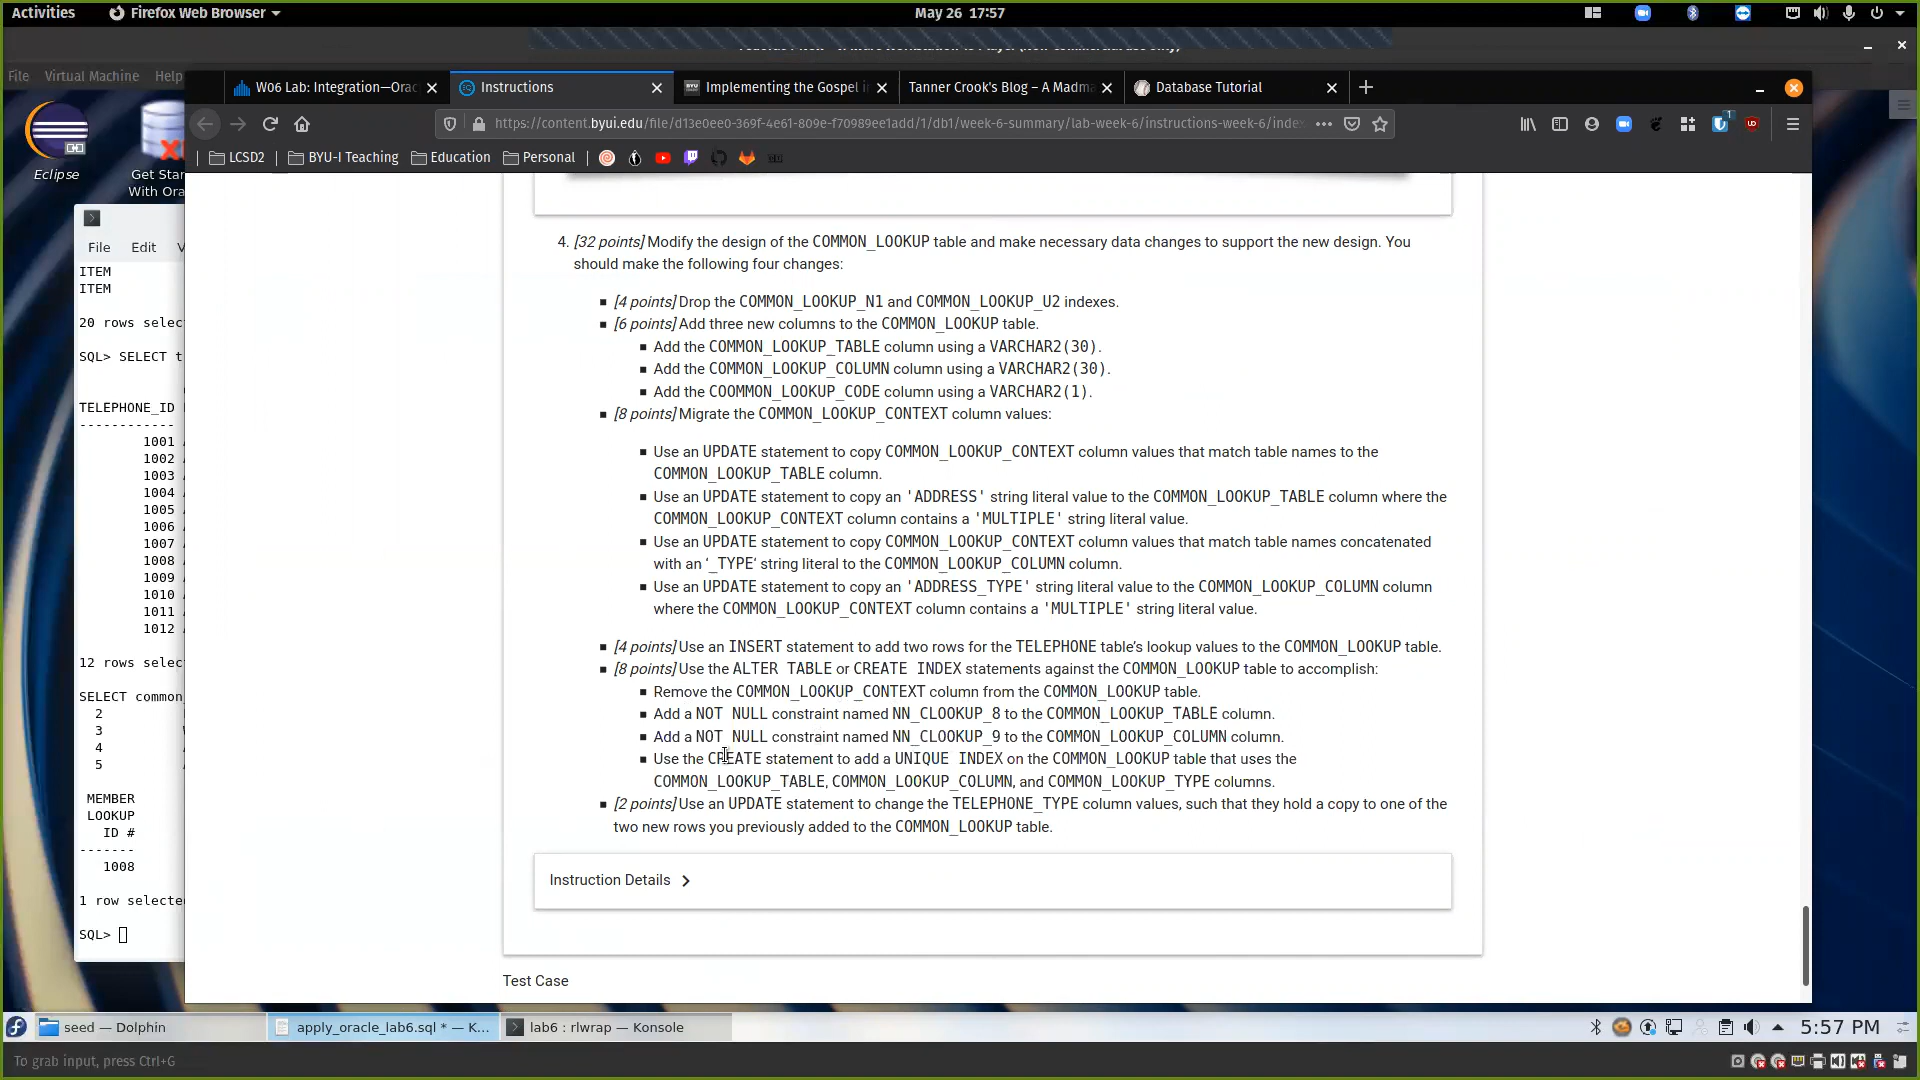 Activities
Firefox Web Browser
May 26 17:57
File Virtual Machine Help
W06 Lab: Integration—Orac
Instructions
Implementing the Gospel i
Tanner Crook's Blog – A Madma
Database Tutorial
https://content.byui.edu/file/d13e0ee0-369f-4e61-809e-f70989ee1add/1/db1/week-6-summary/lab-week-6/instructions-week-6/index
1
LCSD2
BYU-I Teaching
Education
Personal
Eclipse
Get Star
With Ora
File Edit V
ITEM
ITEM
20 rows selec
SQL> SELECT t
TELEPHONE_ID
------------
1001
1002
1003
1004
1005
1006
1007
1008
1009
1010
1011
1012
12 rows selec
SELECT common_
2
3
4
5
MEMBER
LOOKUP
ID #
-------
1008
1 row selecte
SQL>
4. [32 points] Modify the design of the COMMON_LOOKUP table and make necessary data changes to support the new design. You
should make the following four changes:
[4 points] Drop the COMMON_LOOKUP_N1 and COMMON_LOOKUP_U2 indexes.
[6 points] Add three new columns to the COMMON_LOOKUP table.
Add the COMMON_LOOKUP_TABLE column using a VARCHAR2(30).
Add the COMMON_LOOKUP_COLUMN column using a VARCHAR2(30).
Add the COOMMON_LOOKUP_CODE column using a VARCHAR2(1).
[8 points] Migrate the COMMON_LOOKUP_CONTEXT column values:
Use an UPDATE statement to copy COMMON_LOOKUP_CONTEXT column values that match table names to the
COMMON_LOOKUP_TABLE column.
Use an UPDATE statement to copy an 'ADDRESS' string literal value to the COMMON_LOOKUP_TABLE column where the
COMMON_LOOKUP_CONTEXT column contains a 'MULTIPLE' string literal value.
Use an UPDATE statement to copy COMMON_LOOKUP_CONTEXT column values that match table names concatenated
with an '_TYPE' string literal to the COMMON_LOOKUP_COLUMN column.
Use an UPDATE statement to copy an 'ADDRESS_TYPE' string literal value to the COMMON_LOOKUP_COLUMN column
where the COMMON_LOOKUP_CONTEXT column contains a 'MULTIPLE' string literal value.
[4 points] Use an INSERT statement to add two rows for the TELEPHONE table's lookup values to the COMMON_LOOKUP table.
[8 points] Use the ALTER TABLE or CREATE INDEX statements against the COMMON_LOOKUP table to accomplish:
Remove the COMMON_LOOKUP_CONTEXT column from the COMMON_LOOKUP table.
Add a NOT NULL constraint named NN_CLOOKUP_8 to the COMMON_LOOKUP_TABLE column.
Add a NOT NULL constraint named NN_CLOOKUP_9 to the COMMON_LOOKUP_COLUMN column.
Use the CREATE statement to add a UNIQUE INDEX on the COMMON_LOOKUP table that uses the
COMMON_LOOKUP_TABLE, COMMON_LOOKUP_COLUMN, and COMMON_LOOKUP_TYPE columns.
[2 points] Use an UPDATE statement to change the TELEPHONE_TYPE column values, such that they hold a copy to one of the
two new rows you previously added to the COMMON_LOOKUP table.
Instruction Details
Test Case
seed — Dolphin
apply_oracle_lab6.sql * — K...
lab6 : rlwrap — Konsole
5:57 PM
To grab input, press Ctrl+G